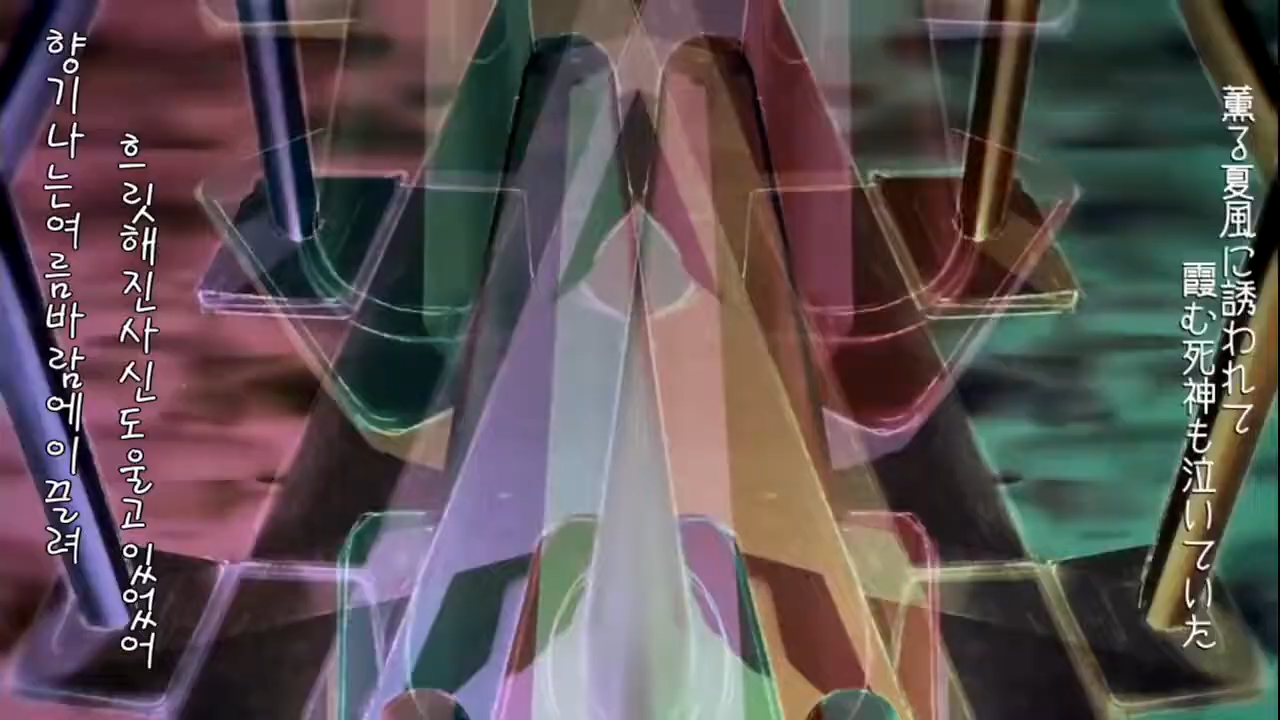 薫る夏風に誘われて
霞む死神も泣いていた
향기나는여름바람에이끌려
흐릿해진사신도울고있었어